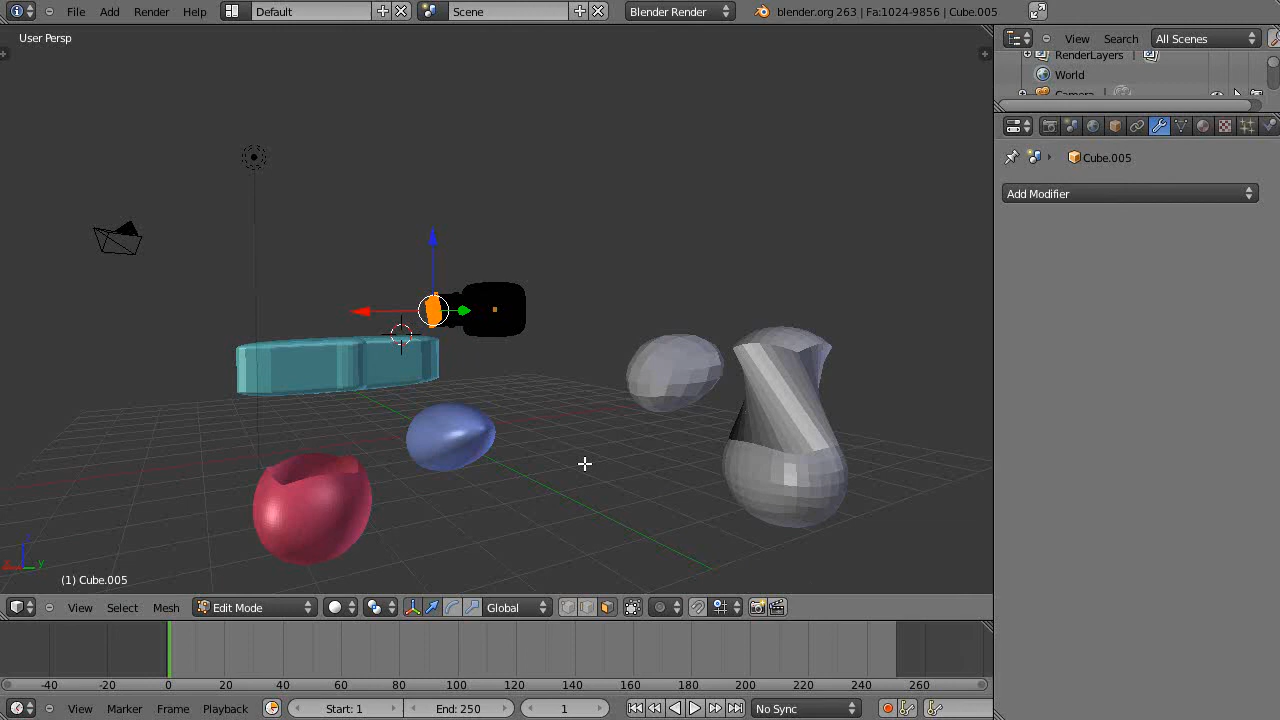 File Add Render Help Default Scene Blender Render blender.org 263 | Fa:1024-9856 | Cube.005
User Persp
View Search All Scenes
RenderLayers
World
Camera
Cube.005
Add Modifier
x y
(1) Cube.005
View Select Mesh Edit Mode Global
-40 -20 0 20 40 60 80 100 120 140 160 180 200 220 240 260
View Marker Frame Playback Start: 1 End: 250 1 No Sync